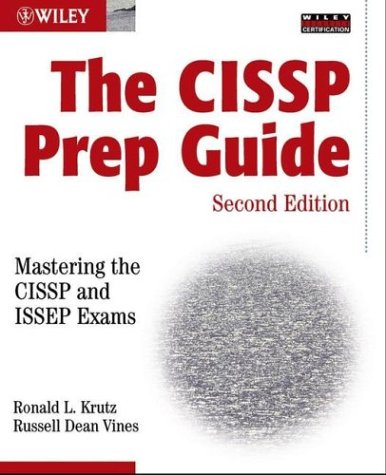 WILEY
WILEY
CERTIFICATION
The CISSP
Prep Guide
Second Edition
Mastering the
CISSP and
ISSEP Exams
Ronald L. Krutz
Russell Dean Vines